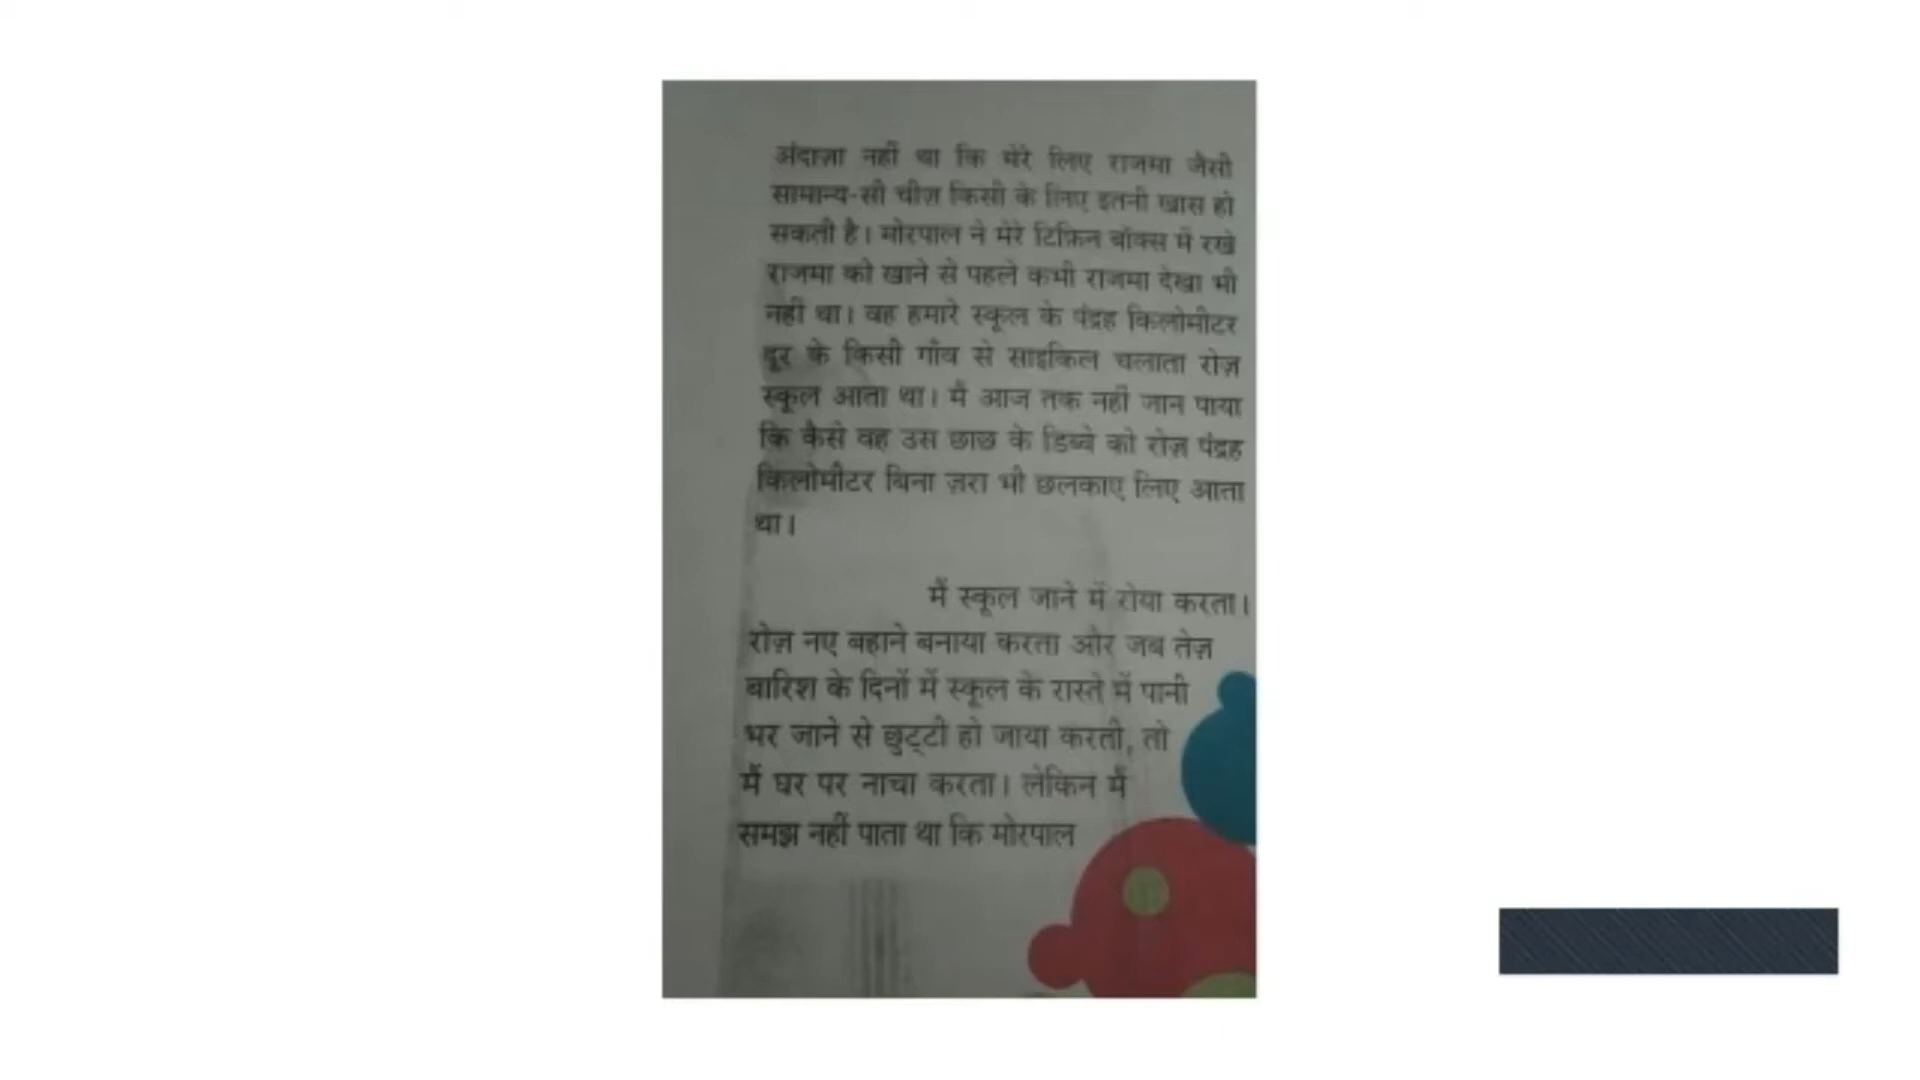 अंदाज़ा नहीं था कि मेरे लिए राजमा जैसी
सामान्य-सी चीज़ किसी के लिए इतनी खास हो
सकती है। मोरपाल ने मेरे टिफ़िन बॉक्स में रखे
राजमा को खाने से पहले कभी राजमा देखा भी
नहीं था। वह हमारे स्कूल के पंद्रह किलोमीटर
दूर के किसी गाँव से साइकिल चलाता रोज़
स्कूल आता था। मैं आज तक नहीं जान पाया
कि कैसे वह उस छाछ के डिब्बे को रोज़ पंद्रह
किलोमीटर बिना ज़रा भी छलकाए लिए आता
था।
मैं स्कूल जाने में रोया करता।
रोज़ नए बहाने बनाया करता और जब तेज़
बारिश के दिनों में स्कूल के रास्ते में पानी
भर जाने से छुट्टी हो जाया करती, तो
मैं घर पर नाचा करता। लेकिन मैं
समझ नहीं पाता था कि मोरपाल